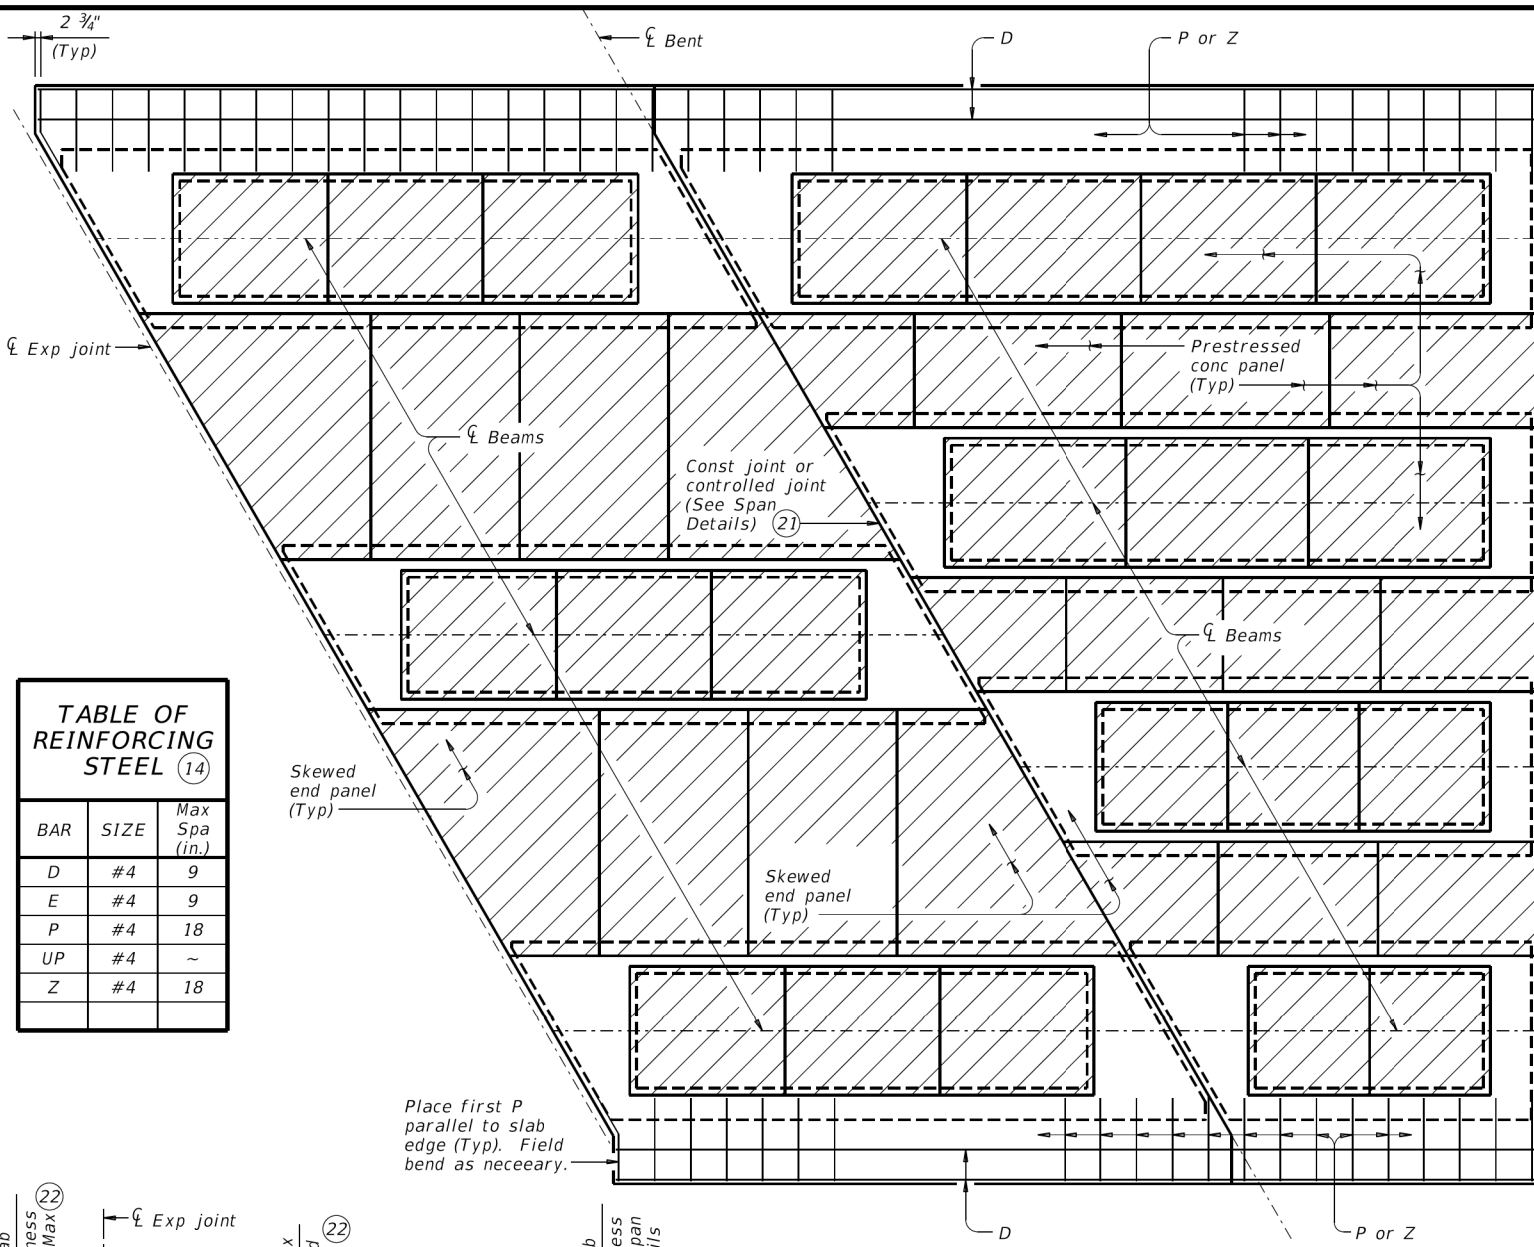 2 ¾"
(Typ)
℄ Bent
D
P or Z
℄ Exp joint
Prestressed
conc panel
(Typ)
℄ Beams
Const joint or
controlled joint
(See Span
Details) 21
℄ Beams
TABLE OF
REINFORCING
STEEL 14
BAR SIZE Max Spa (in.)
D #4 9
E #4 9
P #4 18
UP #4 ~
Z #4 18
Skewed
end panel
(Typ)
Skewed
end panel
(Typ)
Place first P
parallel to slab
edge (Typ). Field
bend as neceeary.
D
P or Z
22
Max
℄ Exp joint
22